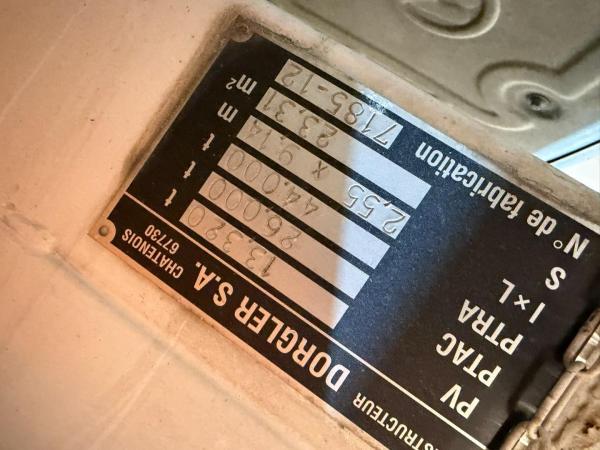 NSTRUCTEUR DORGLER S.A. CHATENOIS 67730
PV 13.320 t
PTAC 26.000 t
PTRA 44.000 t
l×L 2,55 x 9,14 m
S 23,31 m²
N° de fabrication 7185-12